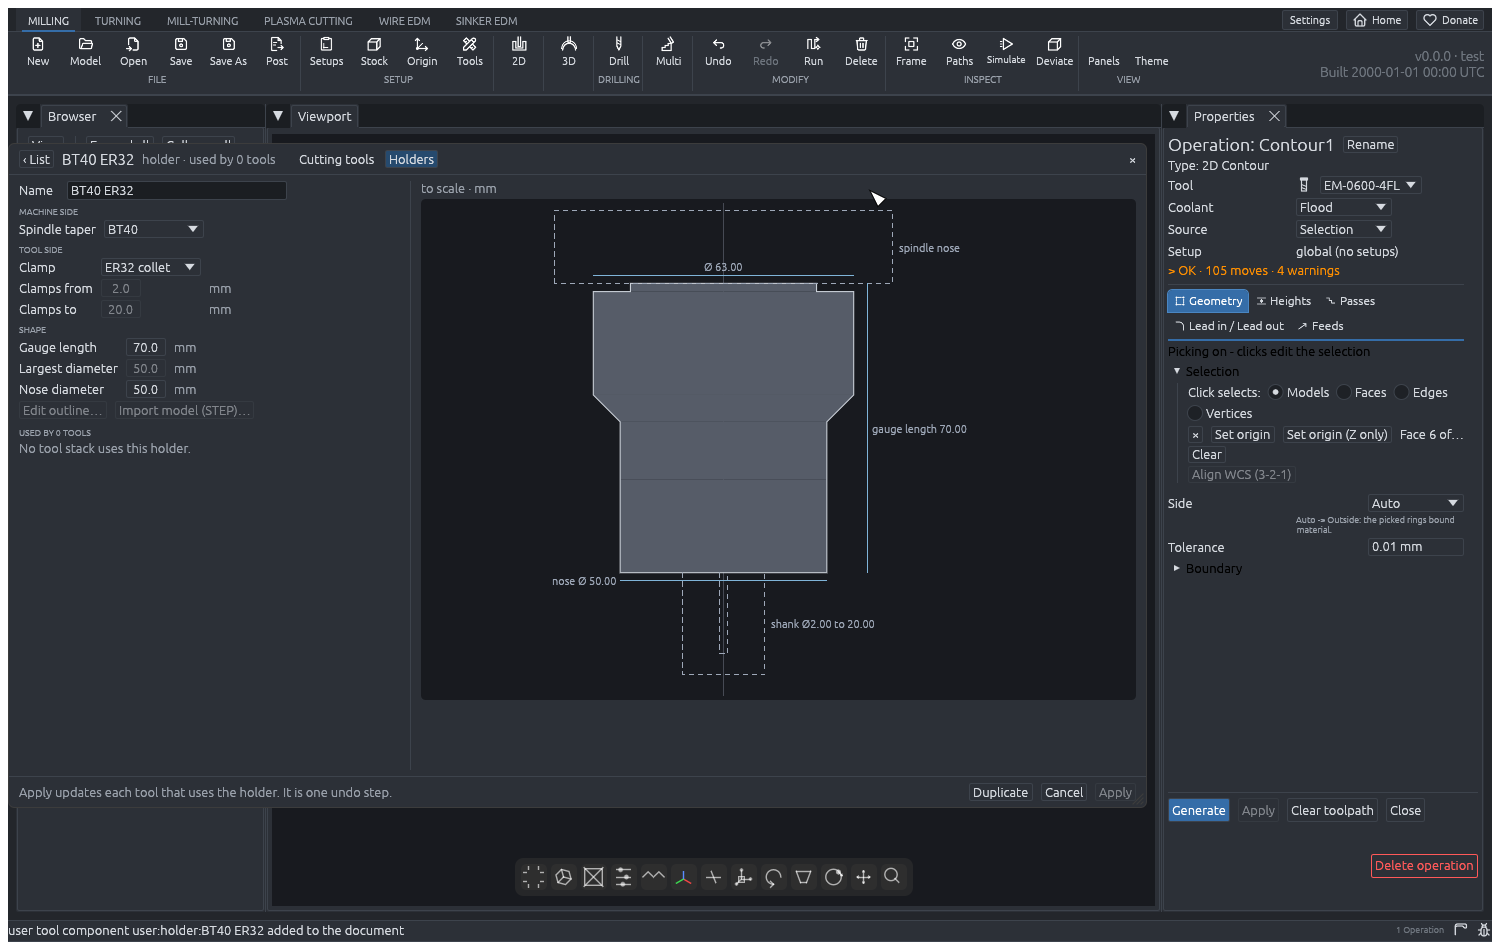 MILLING TURNING MILL-TURNING PLASMA CUTTING WIRE EDM SINKER EDM Settings Home Donate
New Model Open Save Save As Post Setups Stock Origin Tools 2D 3D Drill Multi Undo Redo Run Delete Frame Paths Simulate Deviate Panels Theme
FILE SETUP DRILLING MODIFY INSPECT VIEW
v0.0.0 · test
Built 2000-01-01 00:00 UTC
Browser Viewport Properties
‹ List BT40 ER32 holder · used by 0 tools Cutting tools Holders ×
Name BT40 ER32
MACHINE SIDE
Spindle taper BT40
TOOL SIDE
Clamp ER32 collet
Clamps from 2.0 mm
Clamps to 20.0 mm
SHAPE
Gauge length 70.0 mm
Largest diameter 50.0 mm
Nose diameter 50.0 mm
Edit outline... Import model (STEP)...
USED BY 0 TOOLS
No tool stack uses this holder.
to scale · mm
spindle nose
Ø 63.00
gauge length 70.00
nose Ø 50.00
shank Ø2.00 to 20.00
Apply updates each tool that uses the holder. It is one undo step.
Duplicate Cancel Apply
Operation: Contour1 Rename
Type: 2D Contour
Tool EM-0600-4FL
Coolant Flood
Source Selection
Setup global (no setups)
> OK · 105 moves · 4 warnings
Geometry Heights Passes
Lead in / Lead out Feeds
Picking on - clicks edit the selection
Selection
Click selects: Models Faces Edges
Vertices
× Set origin Set origin (Z only) Face 6 of...
Clear
Align WCS (3-2-1)
Side Auto
Auto -> Outside: the picked rings bound
material.
Tolerance 0.01 mm
Boundary
Generate Apply Clear toolpath Close
Delete operation
user tool component user:holder:BT40 ER32 added to the document
1 Operation